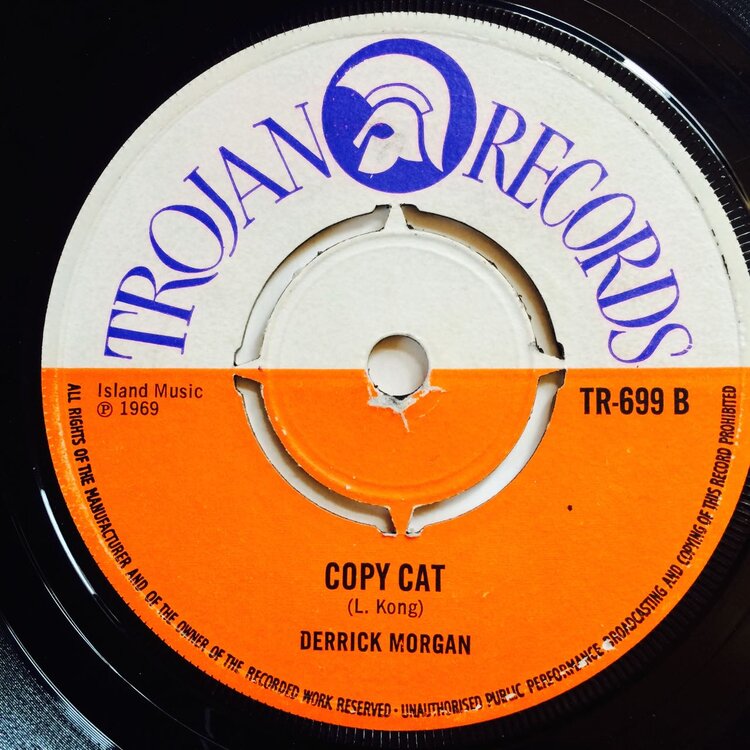 TROJAN RECORDS
Island Music
℗ 1969
TR-699 B
COPY CAT
(L. Kong)
DERRICK MORGAN
ALL RIGHTS OF THE MANUFACTURER AND OF THE OWNER OF THE RECORDED WORK RESERVED · UNAUTHORISED PUBLIC PERFORMANCE BROADCASTING AND COPYING OF THIS RECORD PROHIBITED